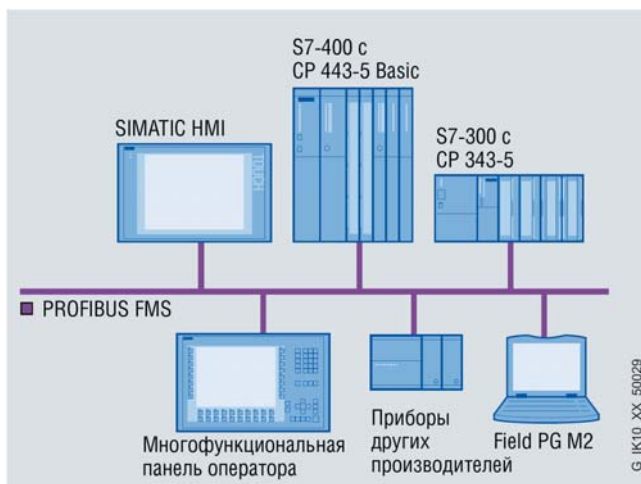 S7-400 с
CP 443-5 Basic
SIMATIC HMI
S7-300 с
CP 343-5
PROFIBUS FMS
Многофункциональная
панель оператора
Приборы
других
производителей
Field PG M2
G_IK10_XX_50029